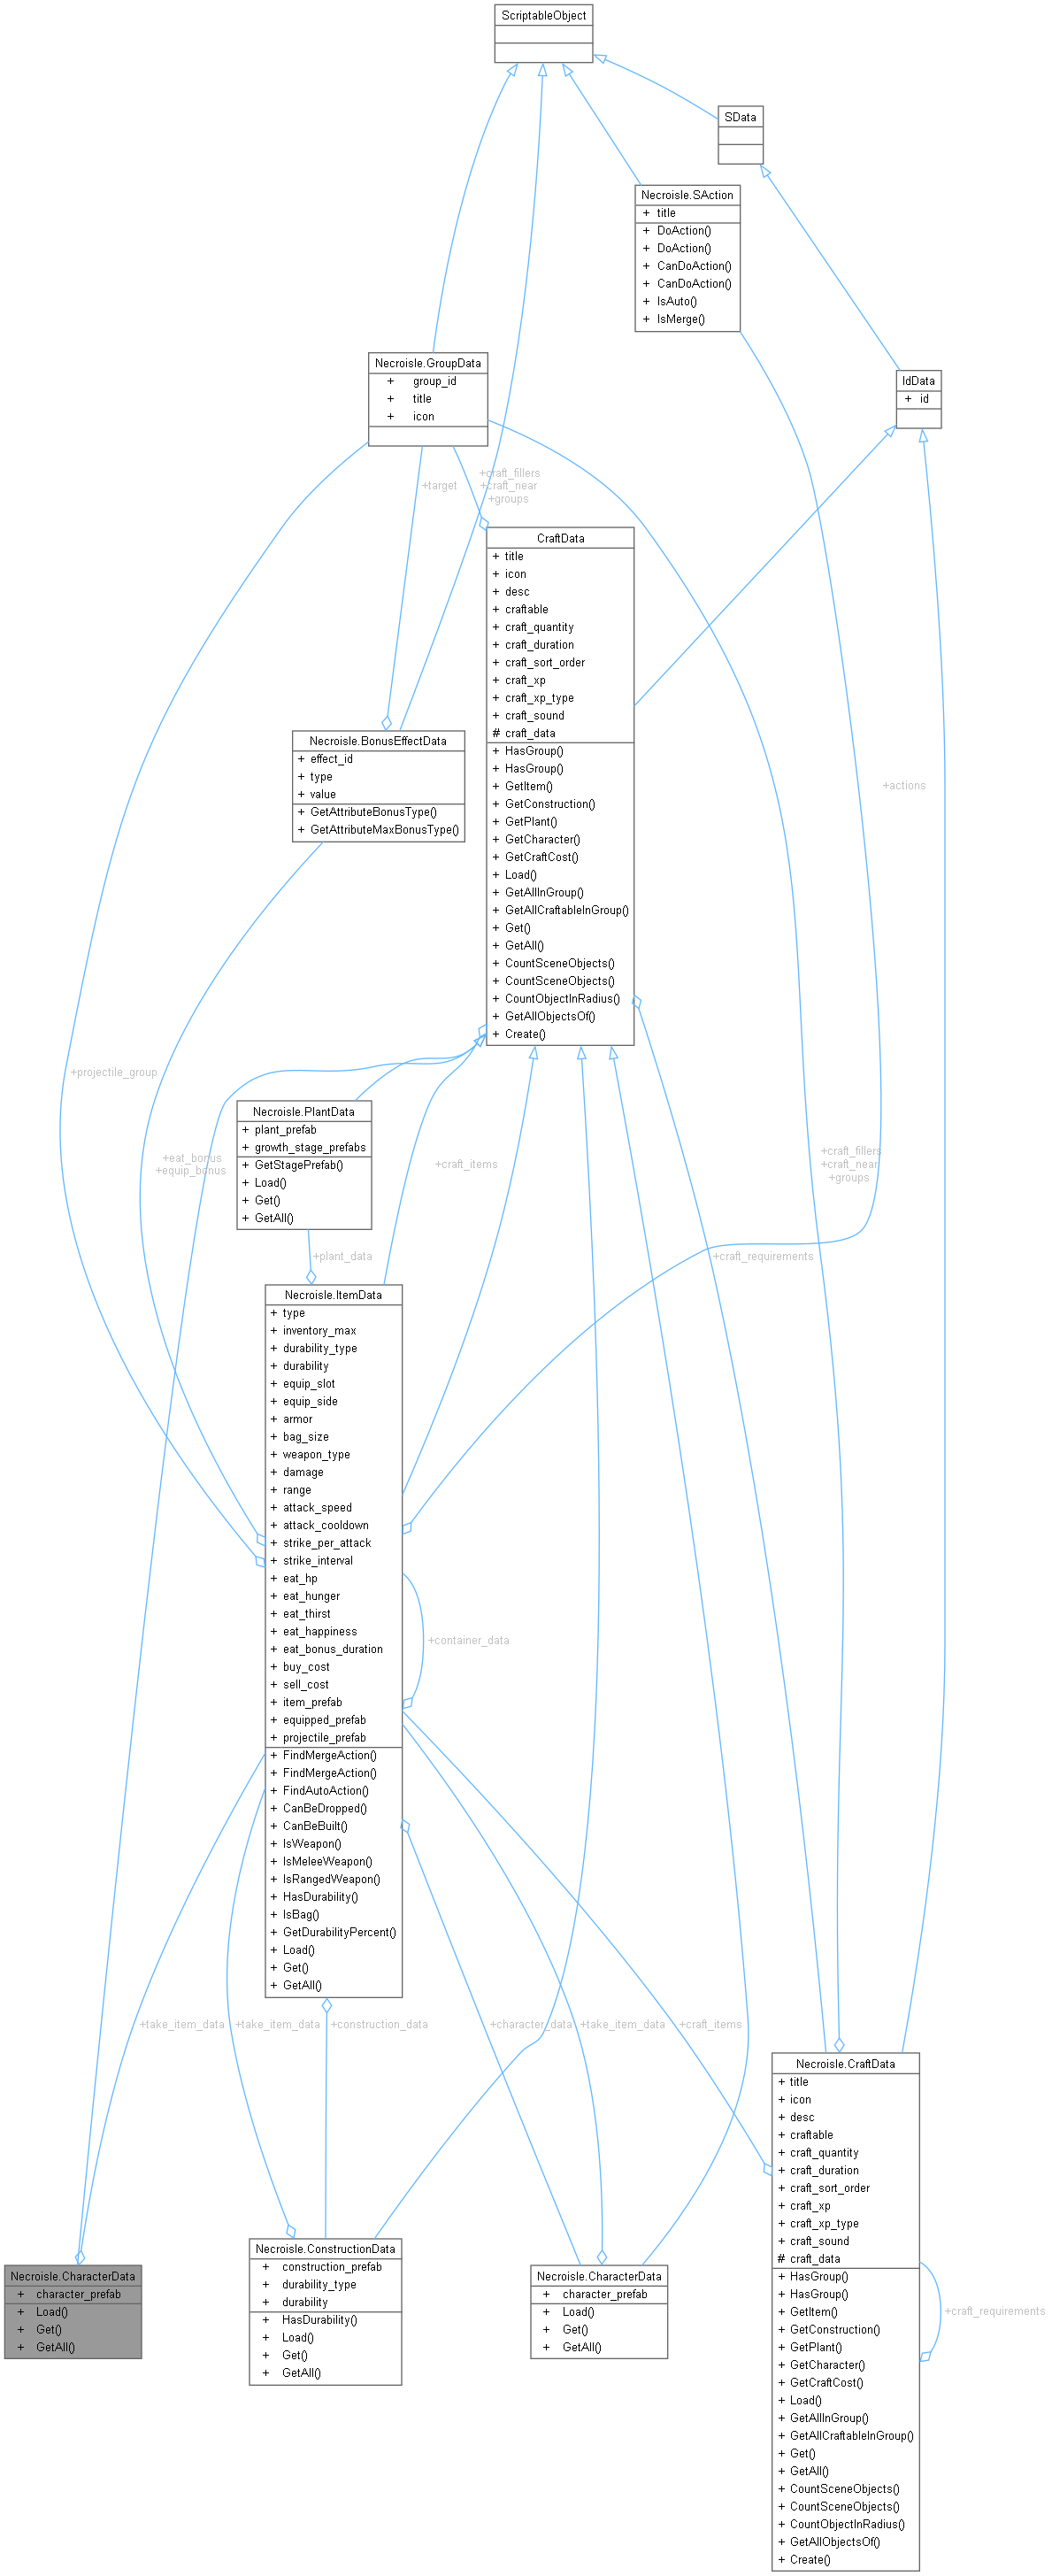 ScriptableObject
SData
Necroisle.SAction
+ title
+ DoAction()
+ DoAction()
+ CanDoAction()
+ CanDoAction()
+ IsAuto()
+ IsMerge()
Necroisle.GroupData
+ group_id
+ title
+ icon
IdData
+ id
+target
+craft_fillers
+craft_near
+groups
CraftData
+ title
+ icon
+ desc
+ craftable
+ craft_quantity
+ craft_duration
+ craft_sort_order
+ craft_xp
+ craft_xp_type
+ craft_sound
# craft_data
+ HasGroup()
+ HasGroup()
+ GetItem()
+ GetConstruction()
+ GetPlant()
+ GetCharacter()
+ GetCraftCost()
+ Load()
+ GetAllInGroup()
+ GetAllCraftableInGroup()
+ Get()
+ GetAll()
+ CountSceneObjects()
+ CountSceneObjects()
+ CountObjectInRadius()
+ GetAllObjectsOf()
+ Create()
Necroisle.BonusEffectData
+ effect_id
+ type
+ value
+ GetAttributeBonusType()
+ GetAttributeMaxBonusType()
+actions
+projectile_group
Necroisle.PlantData
+ plant_prefab
+ growth_stage_prefabs
+ GetStagePrefab()
+ Load()
+ Get()
+ GetAll()
+eat_bonus
+equip_bonus
+craft_items
+craft_fillers
+craft_near
+groups
+plant_data
+craft_requirements
Necroisle.ItemData
+ type
+ inventory_max
+ durability_type
+ durability
+ equip_slot
+ equip_side
+ armor
+ bag_size
+ weapon_type
+ damage
+ range
+ attack_speed
+ attack_cooldown
+ strike_per_attack
+ strike_interval
+ eat_hp
+ eat_hunger
+ eat_thirst
+ eat_happiness
+ eat_bonus_duration
+ buy_cost
+ sell_cost
+ item_prefab
+ equipped_prefab
+ projectile_prefab
+ FindMergeAction()
+ FindMergeAction()
+ FindAutoAction()
+ CanBeDropped()
+ CanBeBuilt()
+ IsWeapon()
+ IsMeleeWeapon()
+ IsRangedWeapon()
+ HasDurability()
+ IsBag()
+ GetDurabilityPercent()
+ Load()
+ Get()
+ GetAll()
+container_data
+take_item_data
+take_item_data
+construction_data
+character_data
+take_item_data
+craft_items
Necroisle.CharacterData
+ character_prefab
+ Load()
+ Get()
+ GetAll()
Necroisle.ConstructionData
+ construction_prefab
+ durability_type
+ durability
+ HasDurability()
+ Load()
+ Get()
+ GetAll()
Necroisle.CharacterData
+ character_prefab
+ Load()
+ Get()
+ GetAll()
Necroisle.CraftData
+ title
+ icon
+ desc
+ craftable
+ craft_quantity
+ craft_duration
+ craft_sort_order
+ craft_xp
+ craft_xp_type
+ craft_sound
# craft_data
+ HasGroup()
+ HasGroup()
+ GetItem()
+ GetConstruction()
+ GetPlant()
+ GetCharacter()
+ GetCraftCost()
+ Load()
+ GetAllInGroup()
+ GetAllCraftableInGroup()
+ Get()
+ GetAll()
+ CountSceneObjects()
+ CountSceneObjects()
+ CountObjectInRadius()
+ GetAllObjectsOf()
+ Create()
+craft_requirements